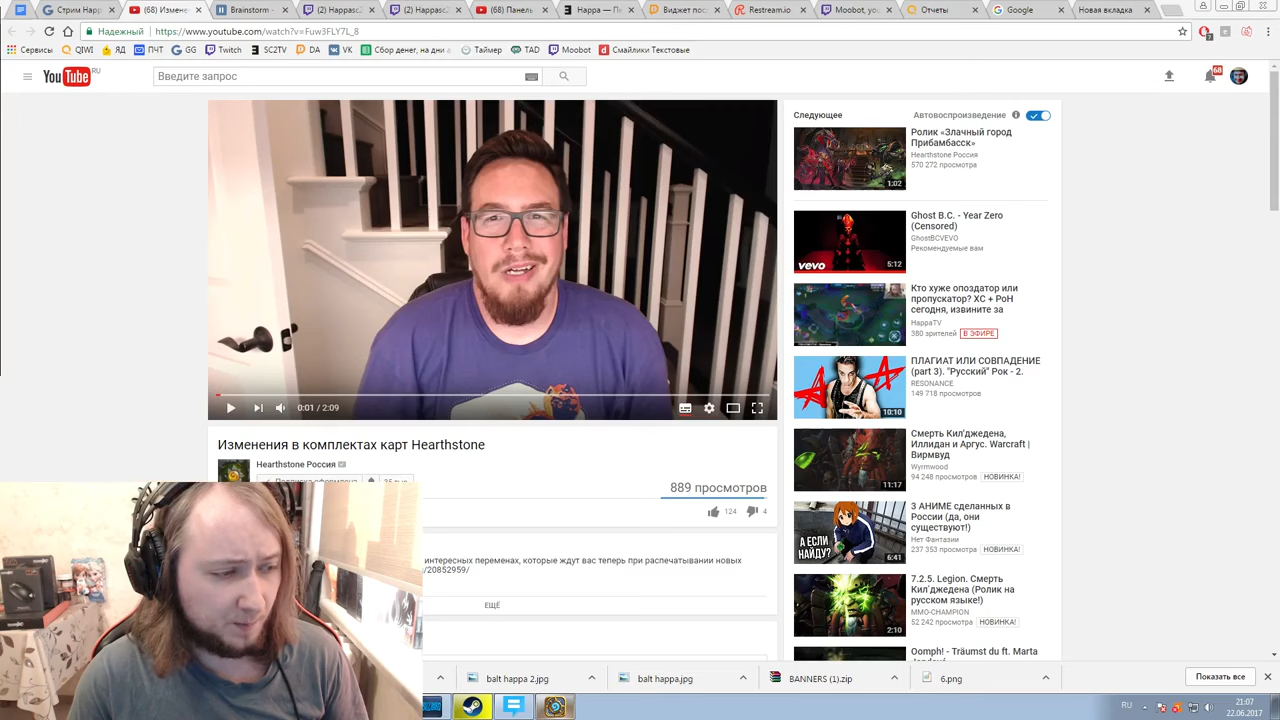 Стрим Happ
Brainstorm
Hearthston
(68) Hearths
(68) Панель
Happa — П
Виджет пос
Restream.io
Moobot, you
Отчеты
Google
Новая вкладка
Надежный
https://www.youtube.com/watch?v=Fuw3FLY7L_8
7
Сервисы QIWI ЯД ПЧТ GG Twitch SC2TV DA VK Сбор денег, на дни а Таймер TAD Moobot Смайлики Текстовые
YouTube RU
Введите запрос
68
Следующее
Автовоспроизведение
Ролик «Злачный город
Прибамбасск»
Hearthstone Россия
570 272 просмотра
1:02
Ghost B.C. - Year Zero
(Censored)
GhostBCVEVO
Рекомендуемые вам
vevo
5:12
Кто хуже опоздатор или
пропускатор? ХС + РоН
сегодня, извините за
HappaTV
380 зрителей В ЭФИРЕ
ПЛАГИАТ ИЛИ СОВПАДЕНИЕ
(part 3). "Русский" Рок - 2.
RESONANCE
149 718 просмотров
10:10
Смерть Кил'джедена,
Иллидан и Аргус. Warcraft |
Вирмвуд
Wyrmwood
94 248 просмотров НОВИНКА!
11:17
3 АНИМЕ сделанных в
России (да, они
существуют!)
Нет Фантазии
237 353 просмотра НОВИНКА!
А ЕСЛИ
НАЙДУ?
6:41
7.2.5. Legion. Смерть
Кил'джедена (Ролик на
русском языке!)
MMO-CHAMPION
52 242 просмотра НОВИНКА!
2:10
Oomph! - Träumst du ft. Marta
0:01 / 2:09
Изменения в комплектах карт Hearthstone
Hearthstone Россия
Подписка оформлена
889 просмотров
124
4
интересных переменах, которые ждут вас теперь при распечатывании новых
/20852959/
ЕЩЁ
balt happa 2.jpg
balt happa.jpg
BANNERS (1).zip
6.png
Показать все
RU
21:07
22.06.2017